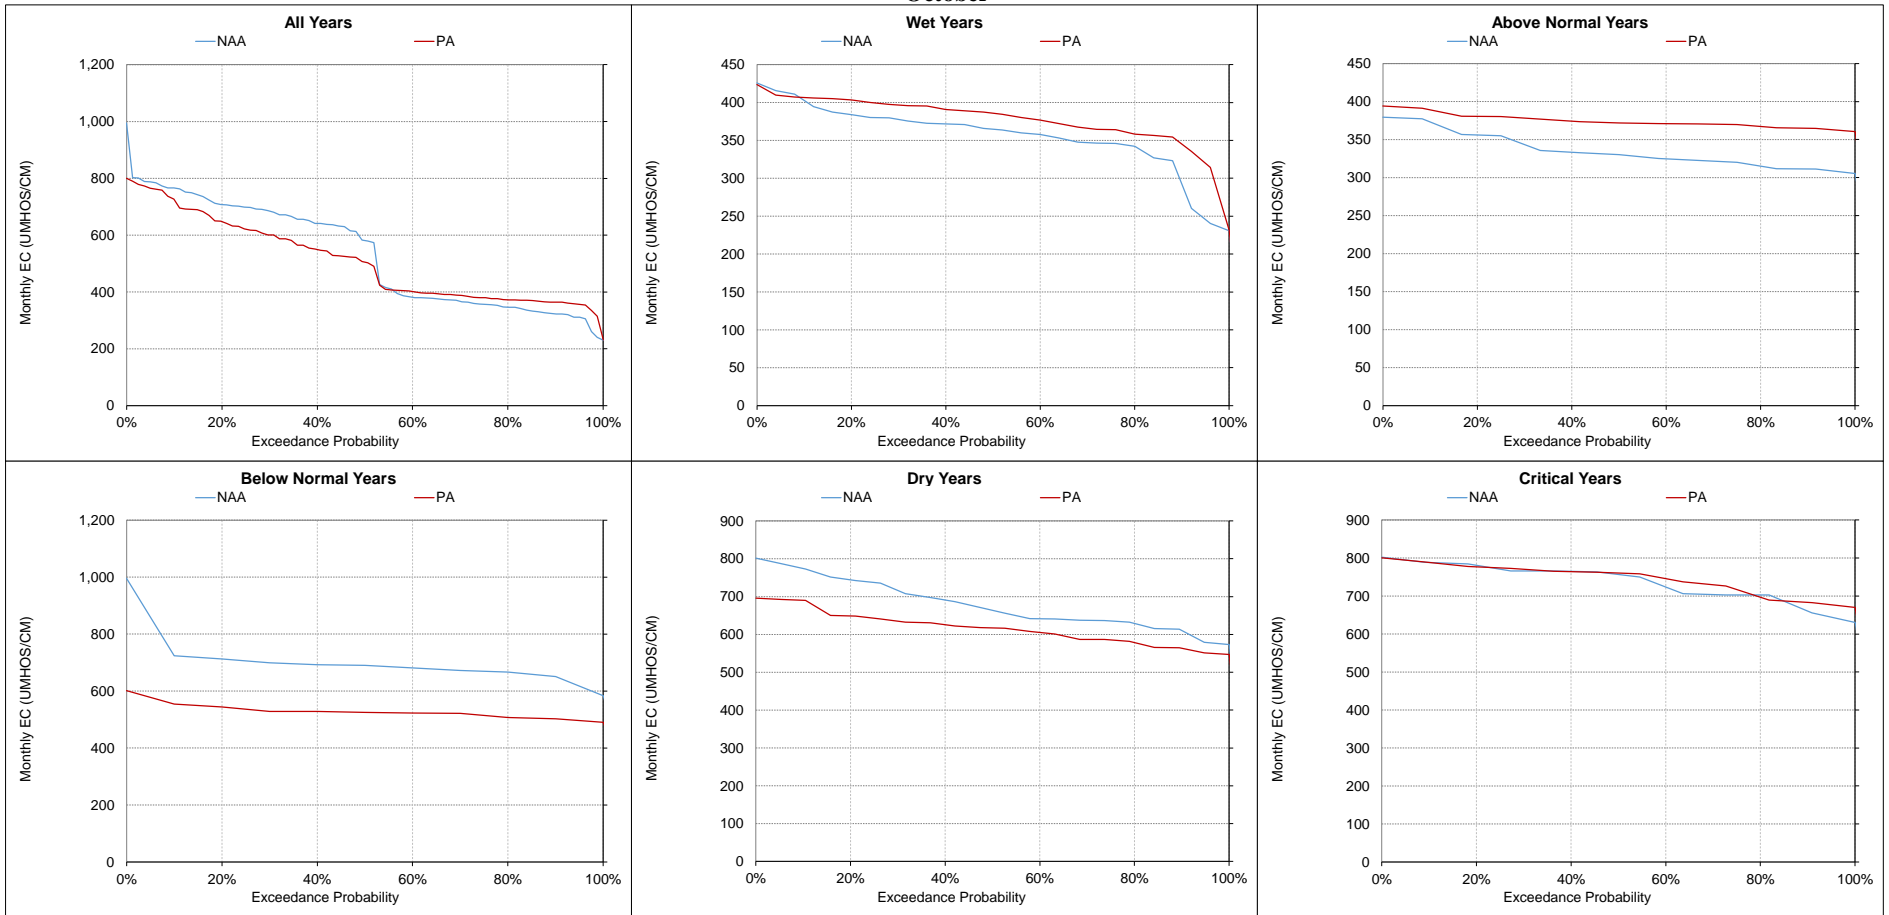 October
All Years
NAA PA
1,200
1,000
800
600
400
200
0
0% 20% 40% 60% 80% 100%
Monthly EC (UMHOS/CM)
Exceedance Probability
Wet Years
NAA PA
450
400
350
300
250
200
150
100
50
0
0% 20% 40% 60% 80% 100%
Monthly EC (UMHOS/CM)
Exceedance Probability
Above Normal Years
NAA PA
450
400
350
300
250
200
150
100
50
0
0% 20% 40% 60% 80% 100%
Monthly EC (UMHOS/CM)
Exceedance Probability
Below Normal Years
NAA PA
1,200
1,000
800
600
400
200
0
0% 20% 40% 60% 80% 100%
Monthly EC (UMHOS/CM)
Exceedance Probability
Dry Years
NAA PA
900
800
700
600
500
400
300
200
100
0
0% 20% 40% 60% 80% 100%
Monthly EC (UMHOS/CM)
Exceedance Probability
Critical Years
NAA PA
900
800
700
600
500
400
300
200
100
0
0% 20% 40% 60% 80% 100%
Monthly EC (UMHOS/CM)
Exceedance Probability